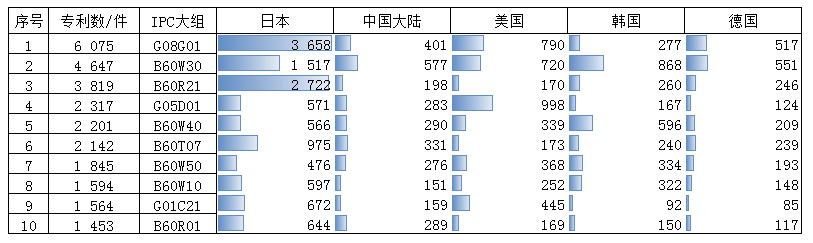 序号 专利数/件 IPC大组 日本 中国大陆 美国 韩国 德国
1 6 075 G08G01 3 658 401 790 277 517
2 4 647 B60W30 1 517 577 720 868 551
3 3 819 B60R21 2 722 198 170 260 246
4 2 317 G05D01 571 283 998 167 124
5 2 201 B60W40 566 290 339 596 209
6 2 142 B60T07 975 331 173 240 239
7 1 845 B60W50 476 276 368 334 193
8 1 594 B60W10 597 151 252 322 148
9 1 564 G01C21 672 159 445 92 85
10 1 453 B60R01 644 289 169 150 117